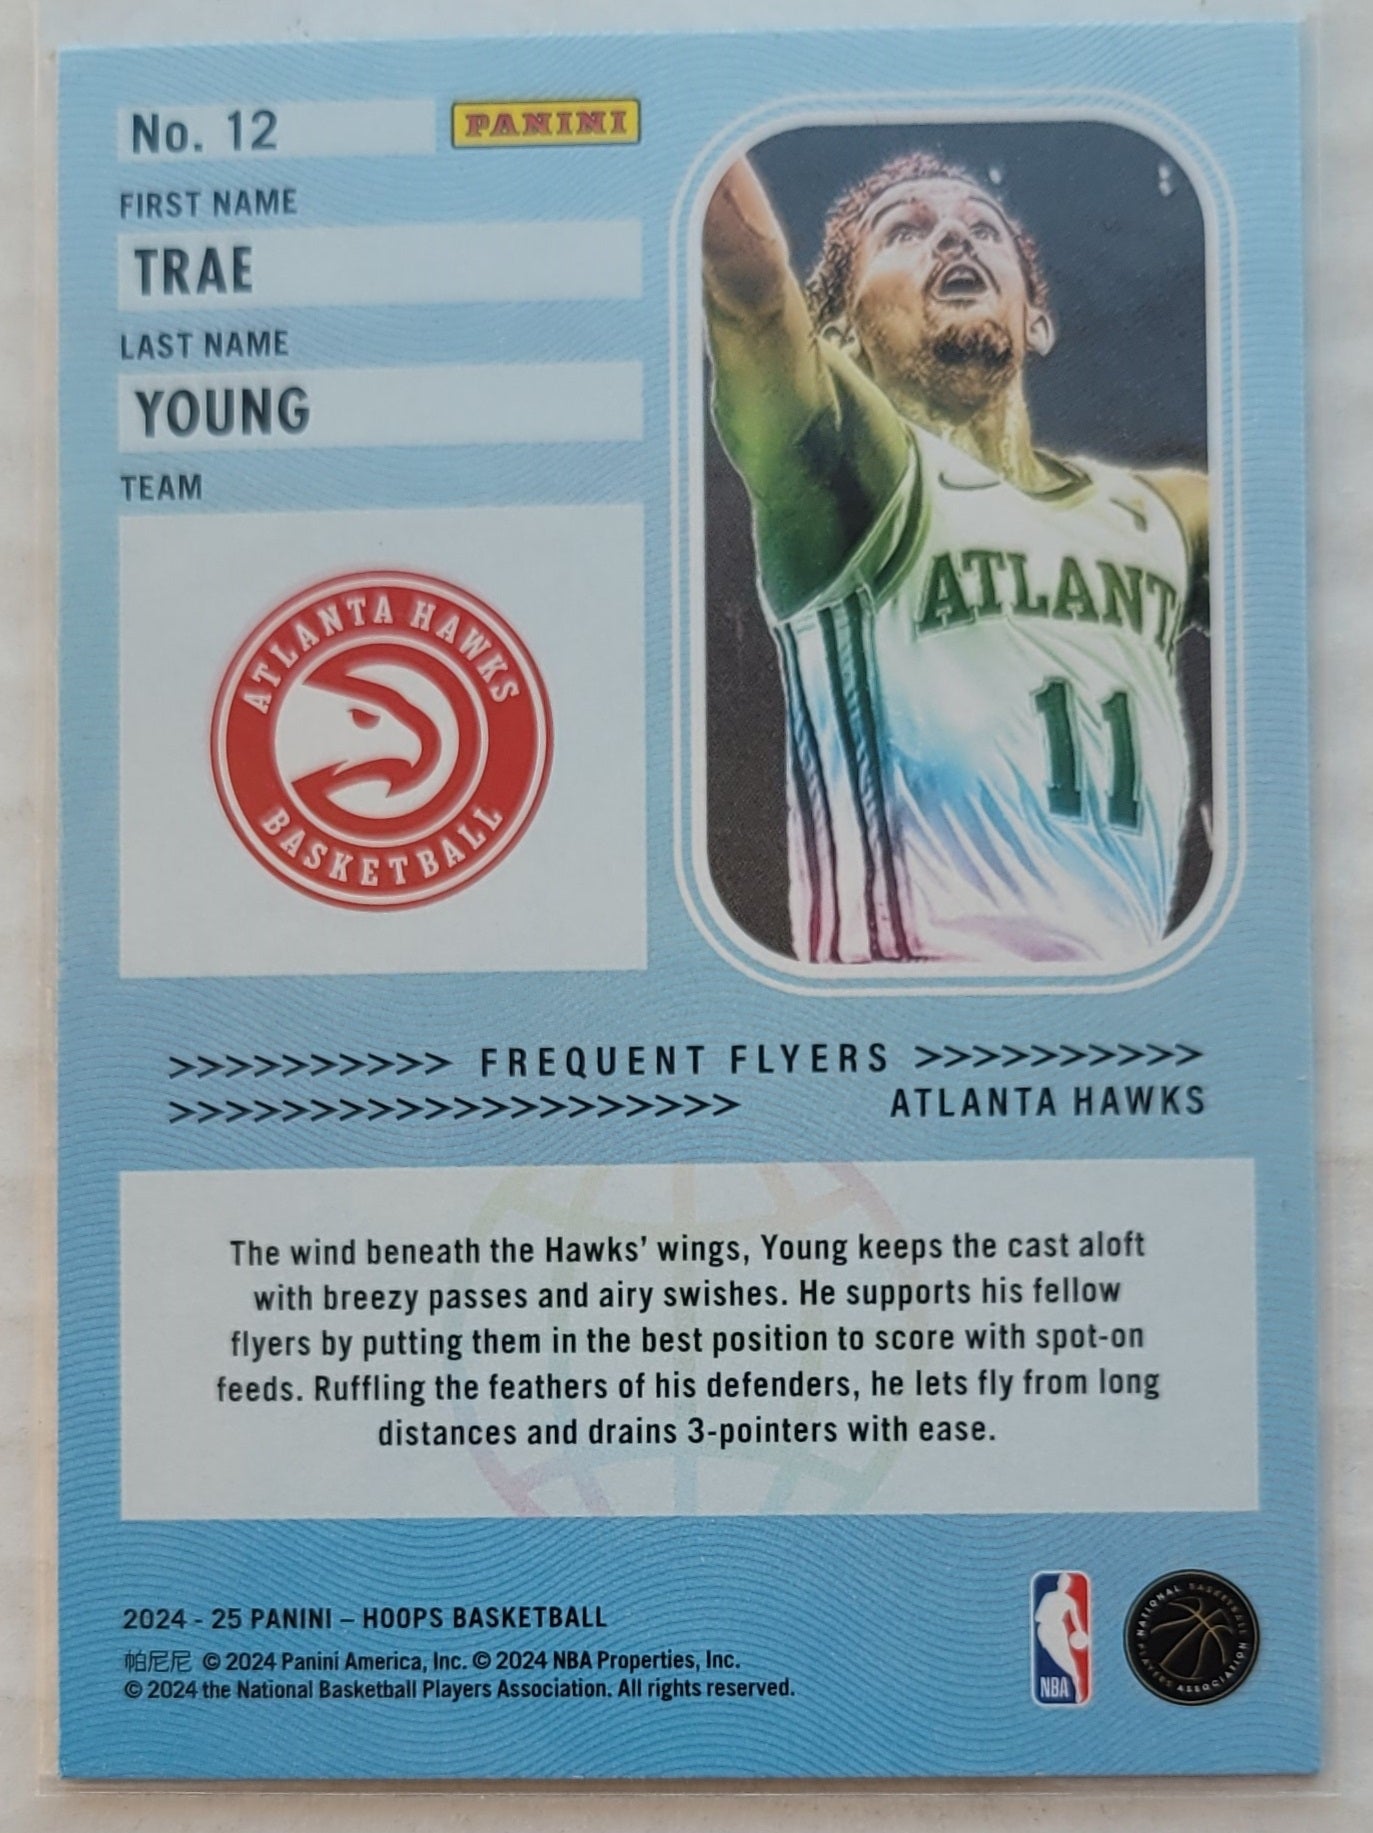 No. 12
PANINI
FIRST NAME
TRAE
LAST NAME
YOUNG
TEAM
ATLANTA HAWKS
BASKETBALL
ATLANT
11
>>>>>>>>>> FREQUENT FLYERS >>>>>>>>>>
>>>>>>>>>>>>>>>>>>>> ATLANTA HAWKS
The wind beneath the Hawks' wings, Young keeps the cast aloft
with breezy passes and airy swishes. He supports his fellow
flyers by putting them in the best position to score with spot-on
feeds. Ruffling the feathers of his defenders, he lets fly from long
distances and drains 3-pointers with ease.
2024 - 25 PANINI – HOOPS BASKETBALL
帕尼尼 © 2024 Panini America, Inc. © 2024 NBA Properties, Inc.
© 2024 the National Basketball Players Association. All rights reserved.
NBA
NATIONAL BASKETBALL
PLAYERS ASSOCIATION